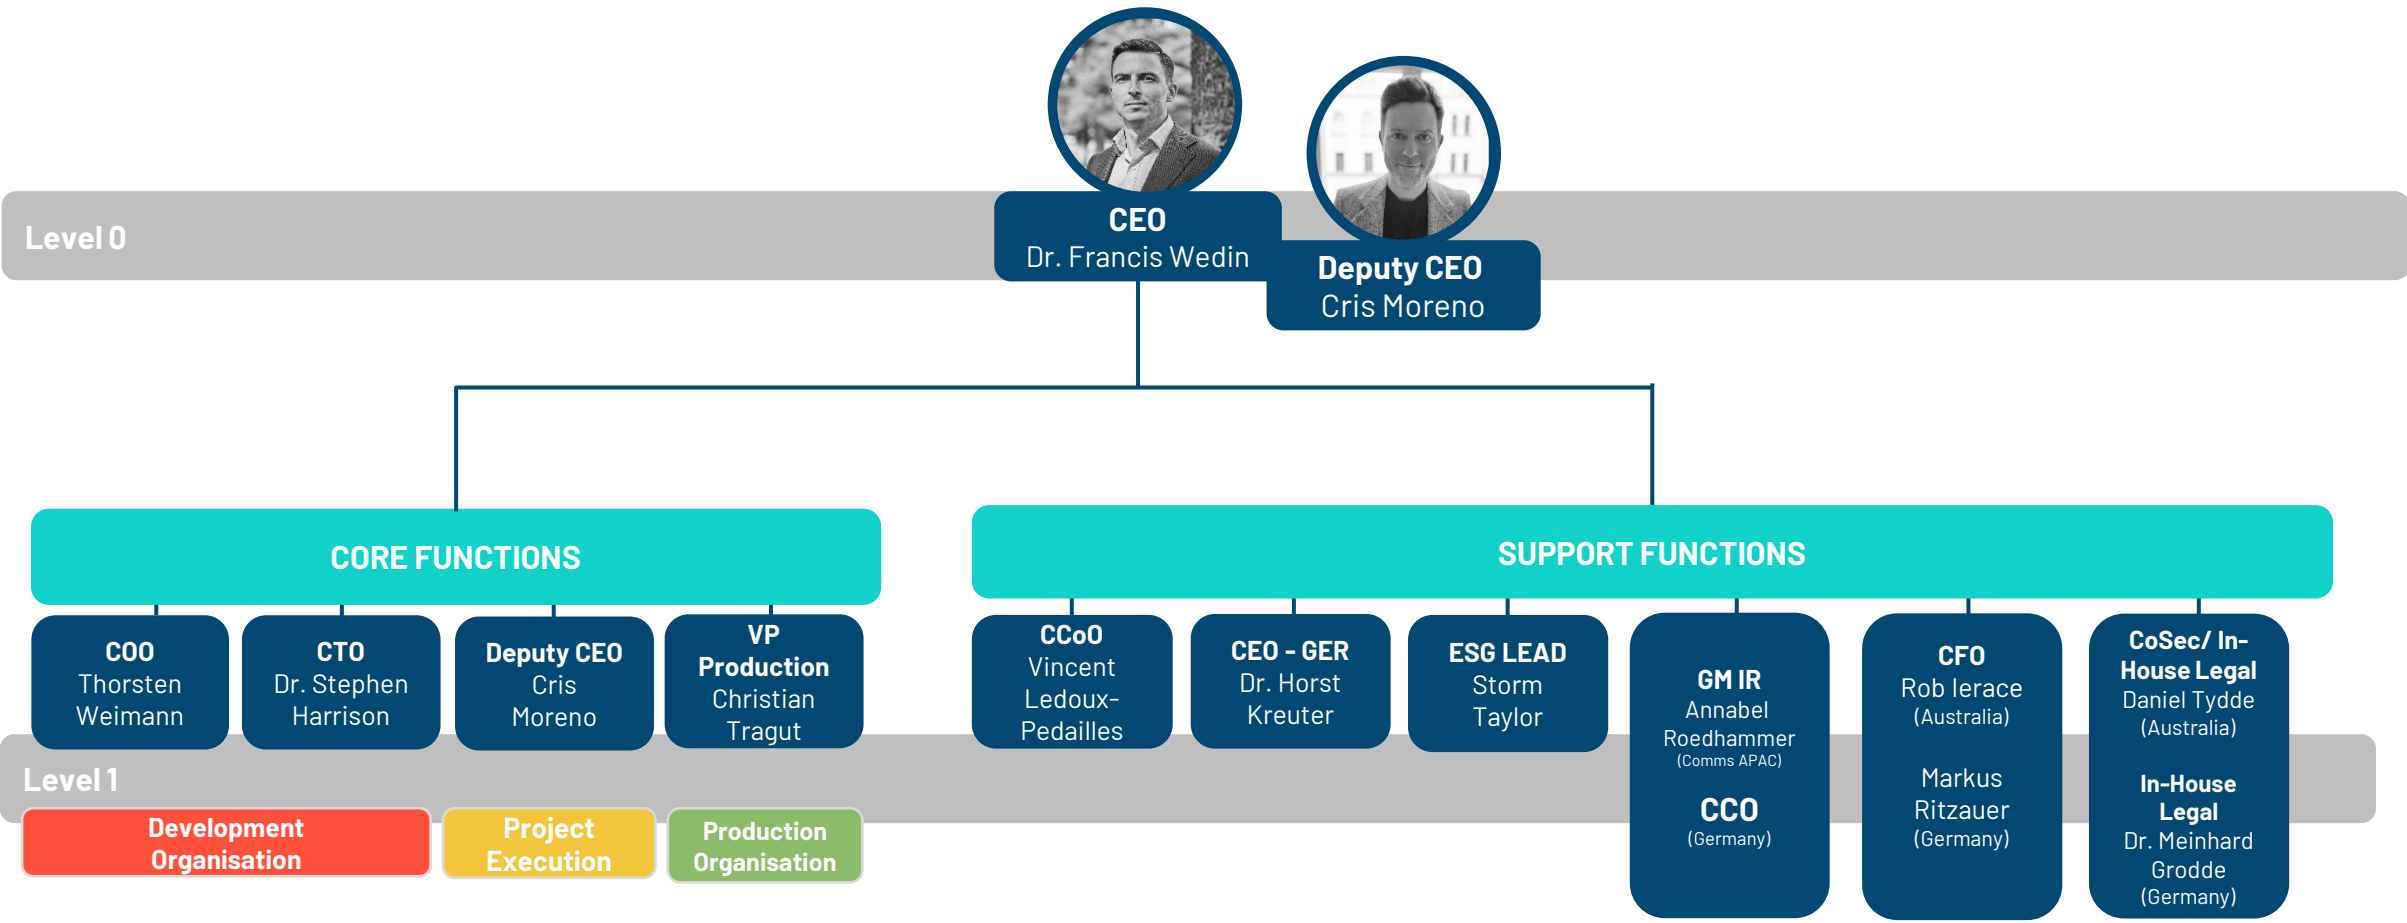 CEO
Dr. Francis Wedin
Level 0
Deputy CEO
Cris Moreno
CORE FUNCTIONS
SUPPORT FUNCTIONS
COO
Thorsten
Weimann
CTO
Dr. Stephen
Harrison
Deputy CEO
Cris
Moreno
VP
Production
Christian
Tragut
CCoO
Vincent
Ledoux-
Pedailles
CEO - GER
Dr. Horst
Kreuter
ESG LEAD
Storm
Taylor
GM IR
Annabel
Roedhammer
(Comms APAC)
CCO
(Germany)
CFO
Rob Ierace
(Australia)
Markus
Ritzauer
(Germany)
CoSec/ In-
House Legal
Daniel Tydde
(Australia)
In-House
Legal
Dr. Meinhard
Grodde
(Germany)
Level 1
Development
Organisation
Project
Execution
Production
Organisation